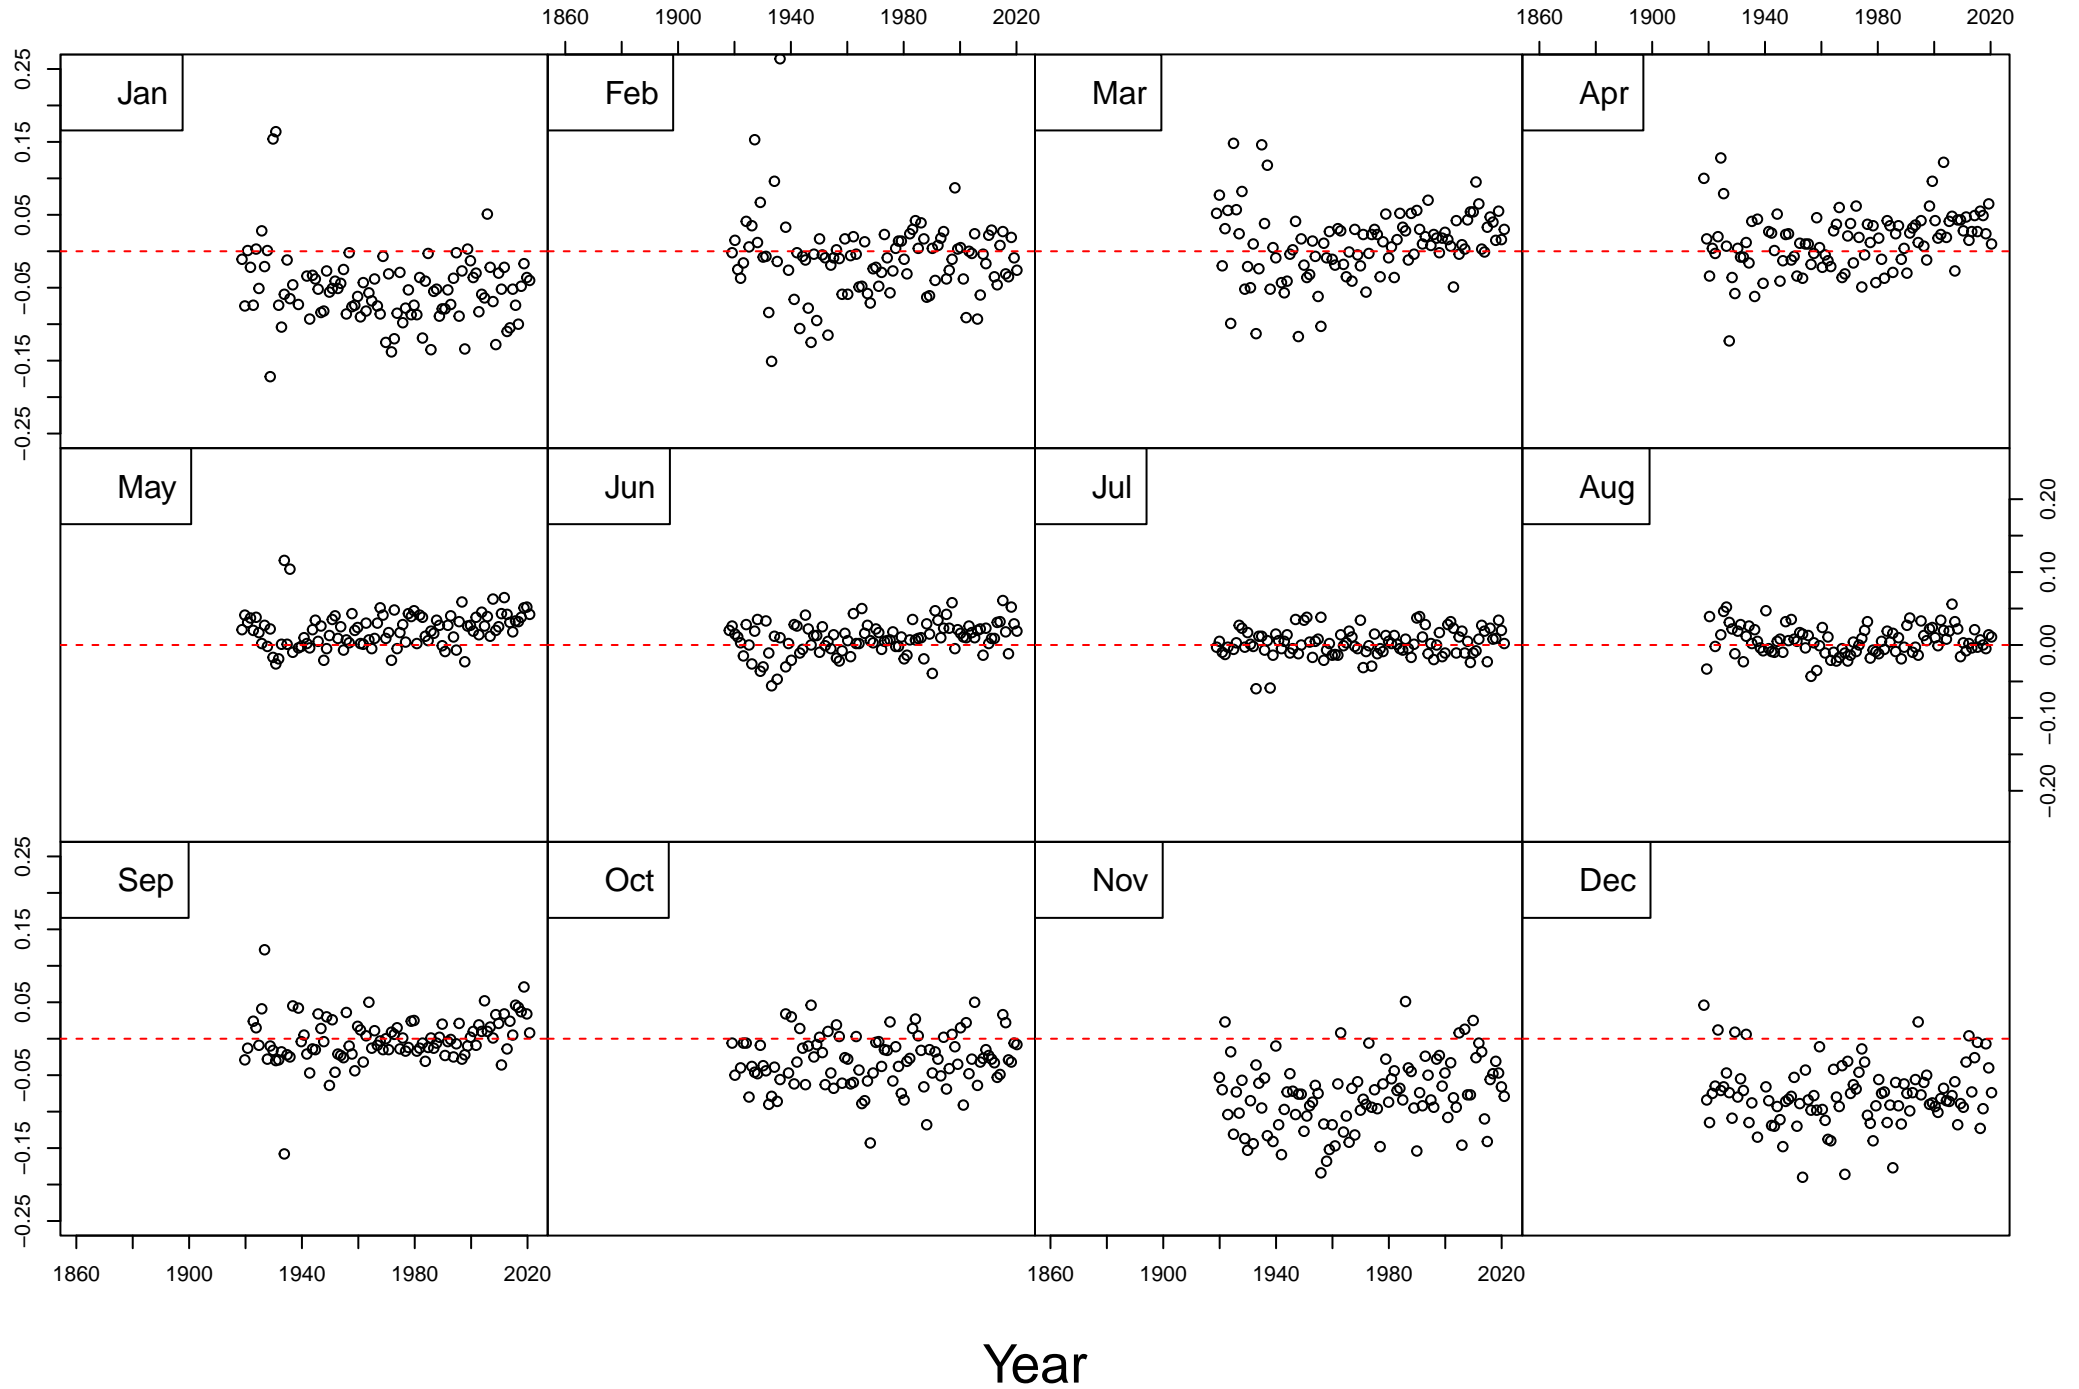 1860 1900 1940 1980 2020 1860 1900 1940 1980 2020
0.25 0.15 0.05 −0.05 −0.15 −0.25
Jan Feb Mar Apr
May Jun Jul Aug
0.20 0.10 0.00 −0.10 −0.20
0.25 0.15 0.05 −0.05 −0.15 −0.25
Sep Oct Nov Dec
1860 1900 1940 1980 2020 1860 1900 1940 1980 2020
Year